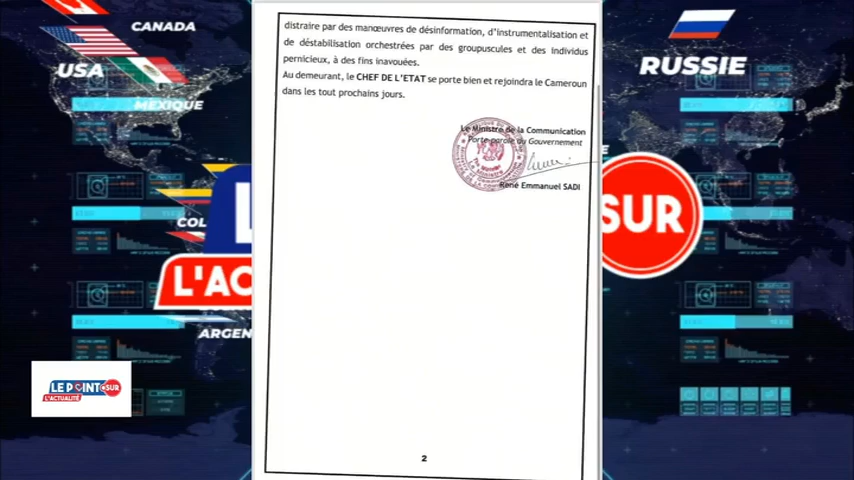 CANADA
USA
MEXIQUE
COL
L'AC
ARGEN
RUSSIE
SUR
LE POINT SUR
L'ACTUALITÉ
distraire par des manœuvres de désinformation, d'instrumentalisation et
de déstabilisation orchestrées par des groupuscules et des individus
pernicieux, à des fins inavouées.
Au demeurant, le CHEF DE L'ETAT se porte bien et rejoindra le Cameroun
dans les tout prochains jours.
Le Ministre de la Communication
Porte parole du Gouvernement
René Emmanuel SADI
2